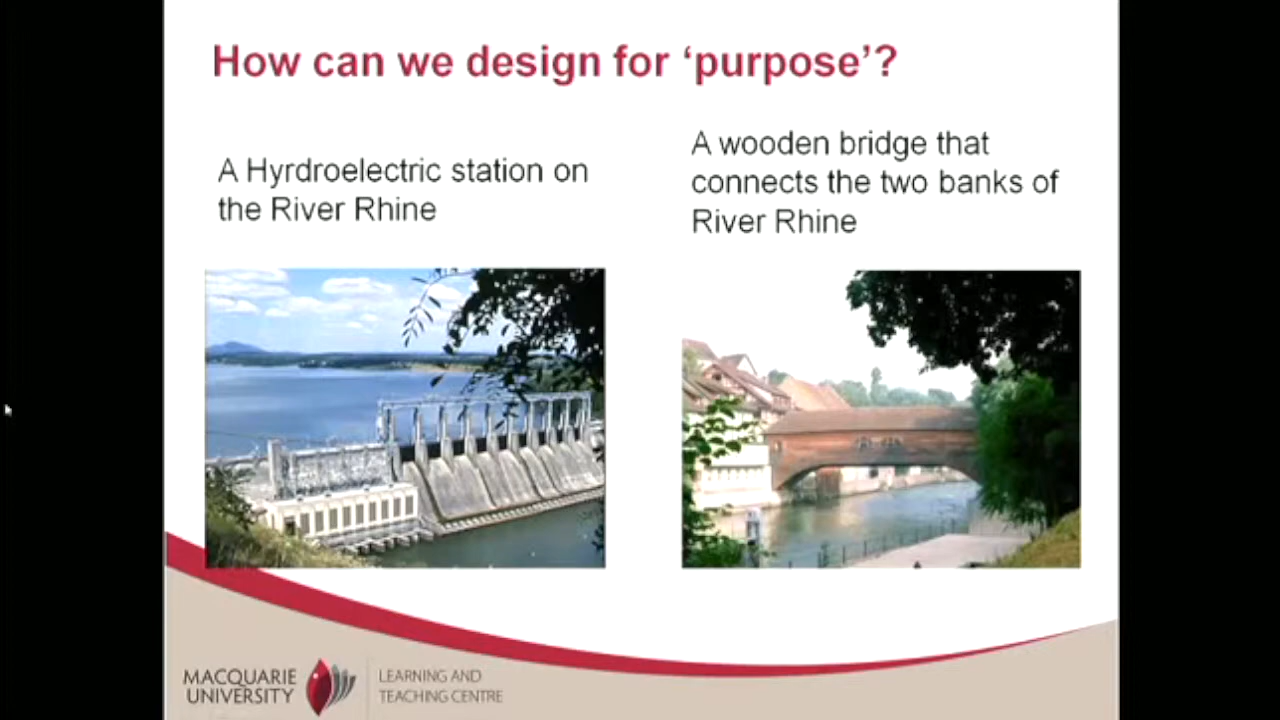 How can we design for ‘purpose’?
A Hyrdroelectric station on
the River Rhine
A wooden bridge that
connects the two banks of
River Rhine
MACQUARIE
UNIVERSITY
LEARNING AND
TEACHING CENTRE